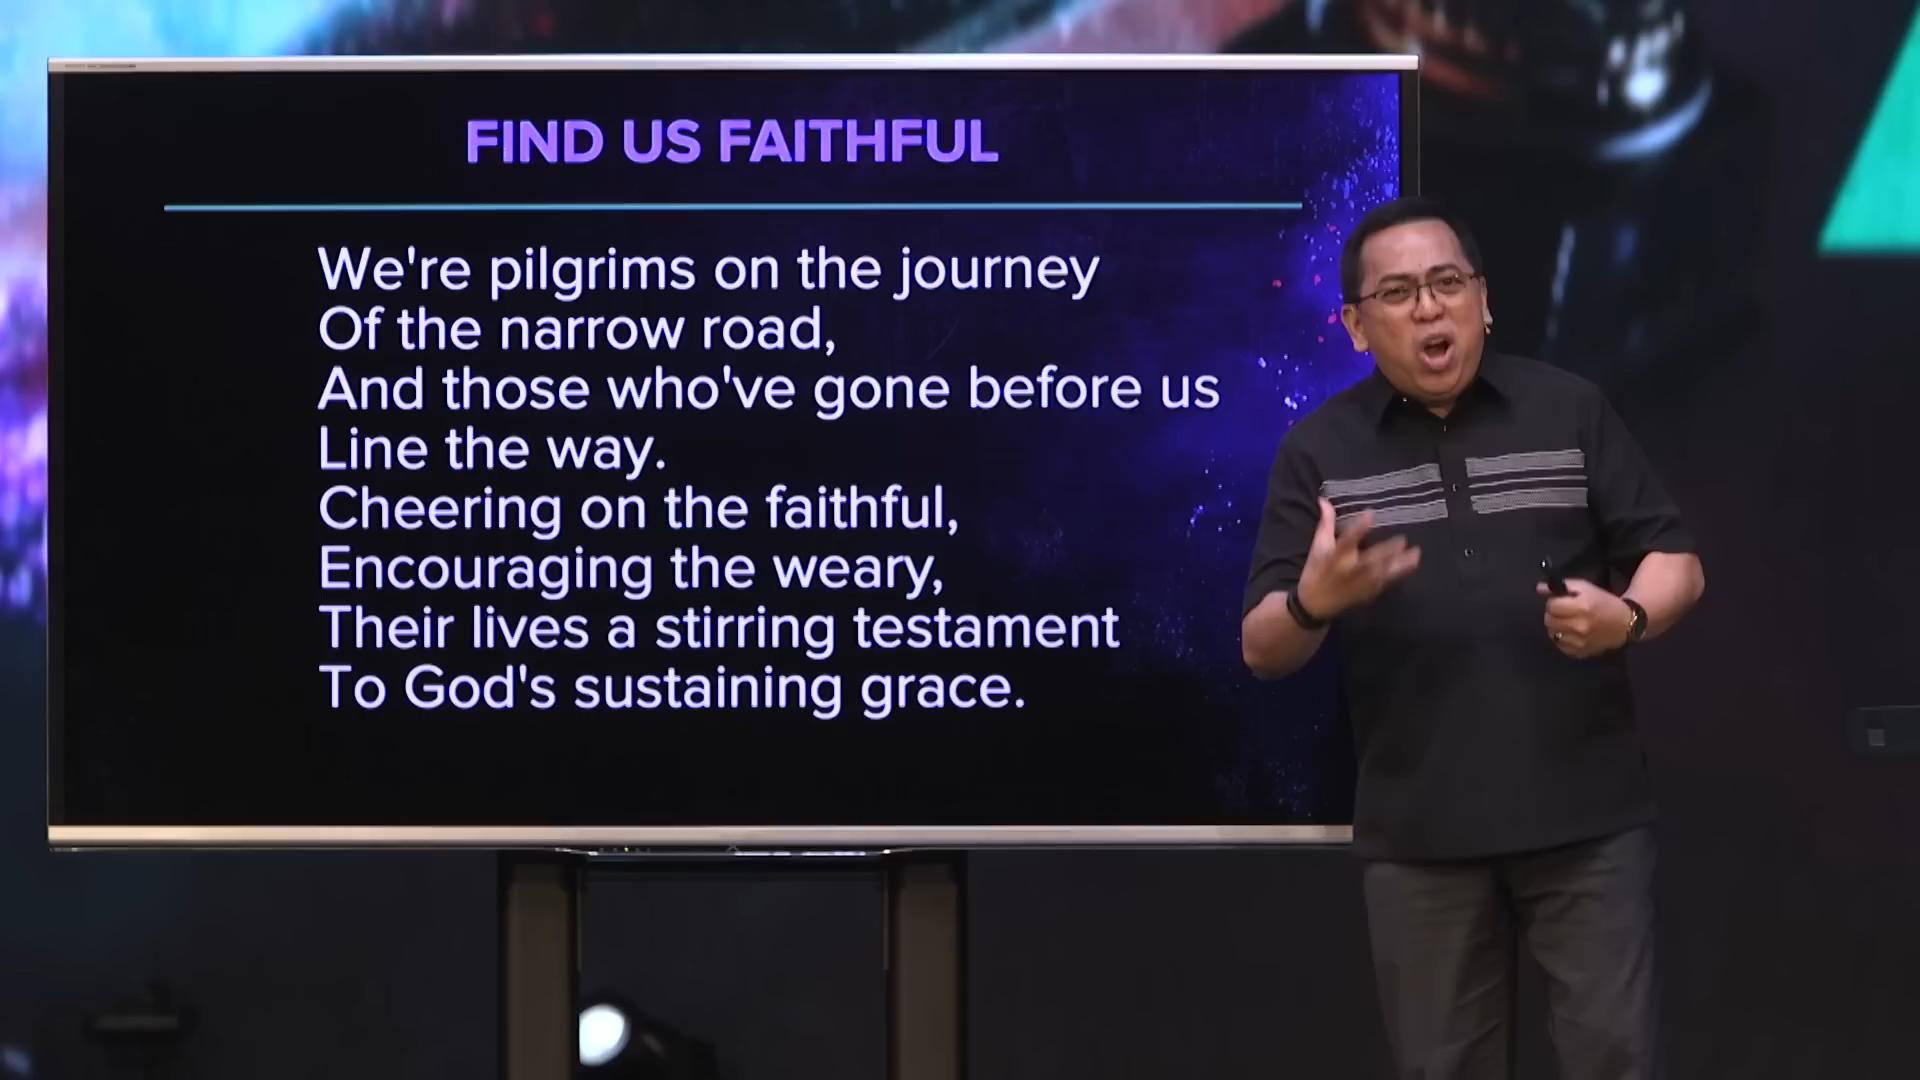 FIND US FAITHFUL
We're pilgrims on the journey
Of the narrow road,
And those who've gone before us
Line the way.
Cheering on the faithful,
Encouraging the weary,
Their lives a stirring testament
To God's sustaining grace.